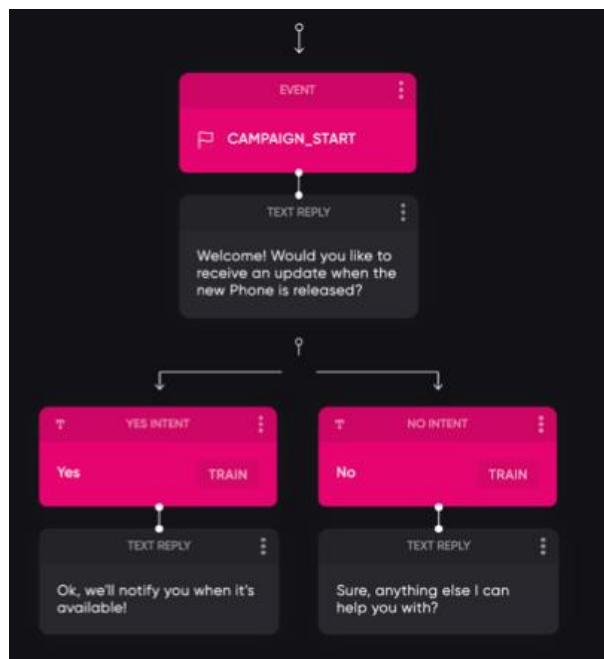 EVENT
CAMPAIGN_START
TEXT REPLY
Welcome! Would you like to
receive an update when the
new Phone is released?
YES INTENT
Yes
TRAIN
TEXT REPLY
Ok, we'll notify you when it's
available!
NO INTENT
No
TRAIN
TEXT REPLY
Sure, anything else I can
help you with?